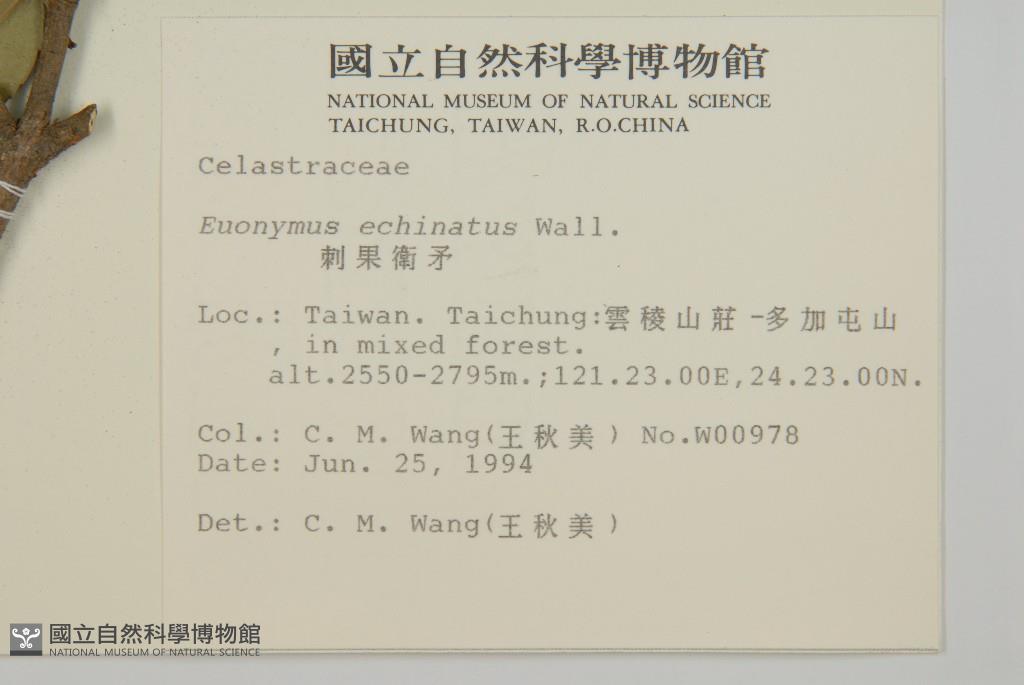 國立自然科學博物館
NATIONAL MUSEUM OF NATURAL SCIENCE
TAICHUNG, TAIWAN, R.O.CHINA
Celastraceae
Euonymus echinatus Wall.
刺果衛矛
Loc.: Taiwan. Taichung:雲稜山莊-多加屯山
, in mixed forest.
alt.2550-2795m.;121.23.00E,24.23.00N.
Col.: C. M. Wang(王秋美) No.W00978
Date: Jun. 25, 1994
Det.: C. M. Wang(王秋美)
國立自然科學博物館
NATIONAL MUSEUM OF NATURAL SCIENCE